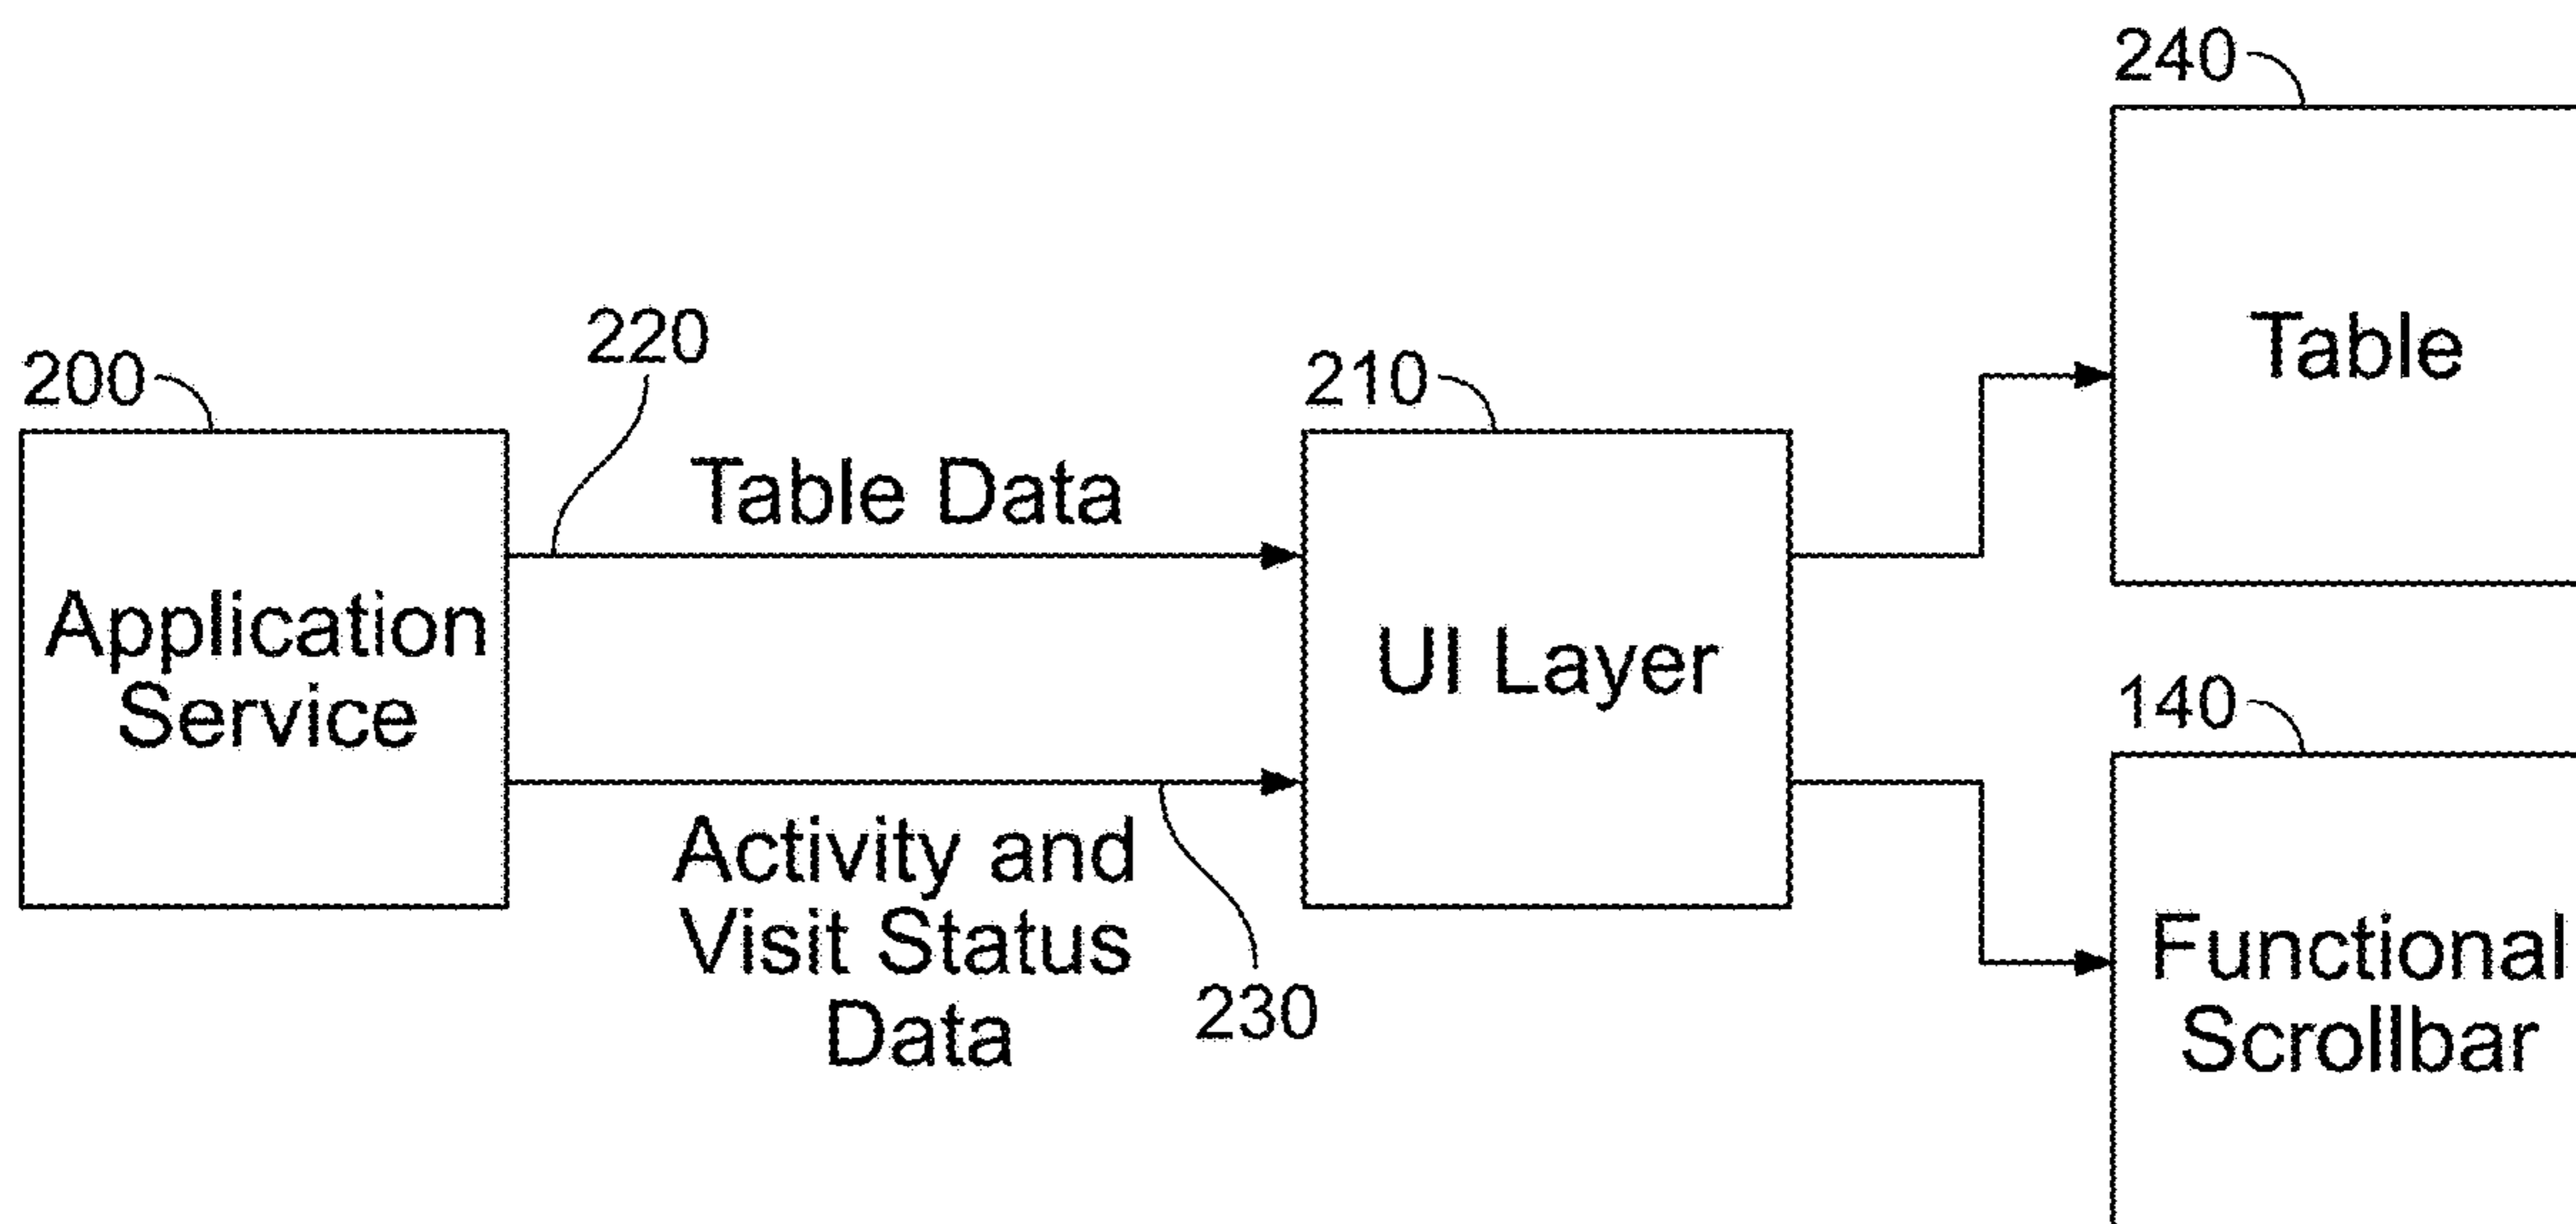 240
Table
220
200
210
Table Data
Application
Service
UI Layer
140
Activity and
Visit Status
Data
230
Functional
Scrollbar